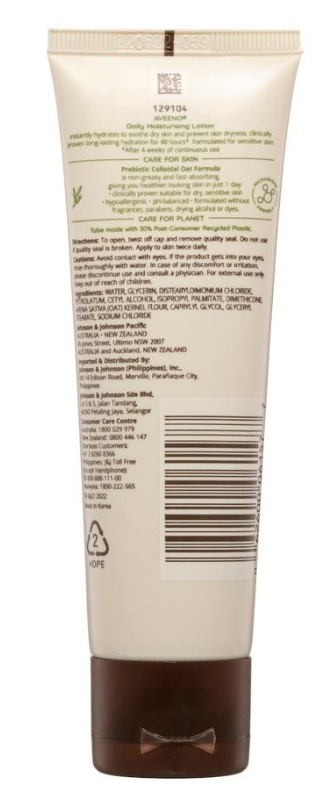 129104
AVEENO®
Daily Moisturising Lotion
instantly hydrates to soothe dry skin and prevent skin dryness, clinically
proven long-lasting hydration for 48 hours*. Formulated for sensitive skin.
*After 4 weeks of continuous use
CARE FOR SKIN
Prebiotic Colloidal Oat Formula
is non-greasy and fast-absorbing,
giving you healthier-looking skin in just 1 day
• clinically proven suitable for dry, sensitive skin
• hypoallergenic • pH-balanced • formulated without
fragrances, parabens, drying alcohol or dyes.
CARE FOR PLANET
Tube made with 30% Post-Consumer Recycled Plastic.
Directions: To open, twist off cap and remove quality seal. Do not use
if quality seal is broken. Apply to skin twice daily.
Cautions: Avoid contact with eyes. If the product gets into your eyes,
rinse thoroughly with water. In case of any discomfort or irritation,
please discontinue use and consult a physician. For external use only.
Keep out of reach of children.
Ingredients: WATER, GLYCERIN, DISTEARYLDIMONIUM CHLORIDE,
PETROLATUM, CETYL ALCOHOL, ISOPROPYL PALMITATE, DIMETHICONE,
AVENA SATIVA (OAT) KERNEL FLOUR, CAPRYLYL GLYCOL, GLYCERYL
STEARATE, SODIUM CHLORIDE
Johnson & Johnson Pacific
AUSTRALIA • NEW ZEALAND
Jones Street, Ultimo NSW 2007
AUSTRALIA and Auckland, NEW ZEALAND
Imported & Distributed By:
Johnson & Johnson (Philippines), Inc.,
Edison Road, Merville, Parañaque City,
Philippines
Johnson & Johnson Sdn Bhd,
Jalan Tandang,
Petaling Jaya, Selangor
Consumer Care Centre
Australia: 1800 029 979
New Zealand: 0800 446 147
Overseas Customers:
8260 8366
Philippines: J&J Toll Free
Except Handphone):
Malaysia: 1800-222-565
J&J 2022
Made in Korea
2
HDPE